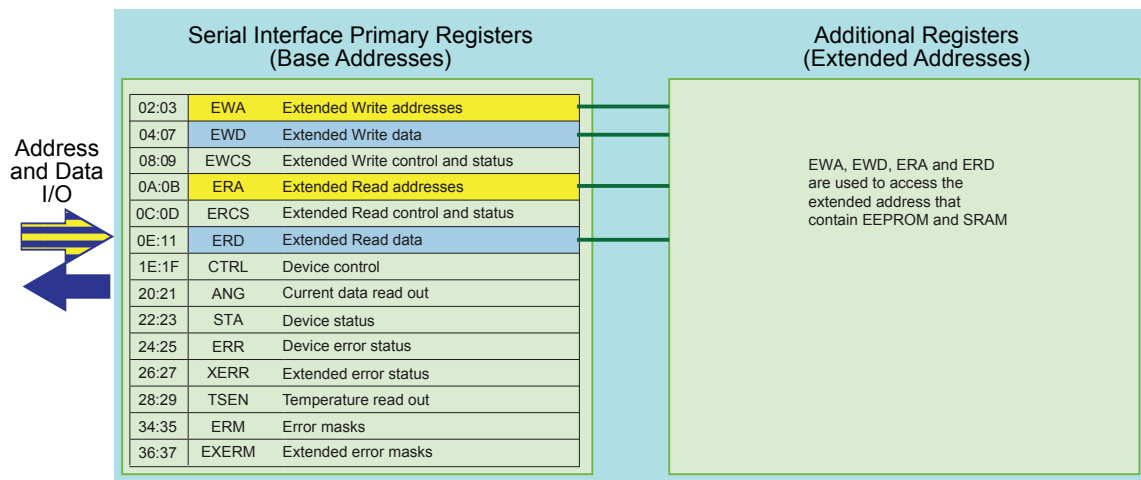 Serial Interface Primary Registers
(Base Addresses)
Additional Registers
(Extended Addresses)
Address
and Data
I/O
02:03 EWA Extended Write addresses
04:07 EWD Extended Write data
08:09 EWCS Extended Write control and status
0A:0B ERA Extended Read addresses
0C:0D ERCS Extended Read control and status
0E:11 ERD Extended Read data
1E:1F CTRL Device control
20:21 ANG Current data read out
22:23 STA Device status
24:25 ERR Device error status
26:27 XERR Extended error status
28:29 TSEN Temperature read out
34:35 ERM Error masks
36:37 EXERM Extended error masks
EWA, EWD, ERA and ERD
are used to access the
extended address that
contain EEPROM and SRAM